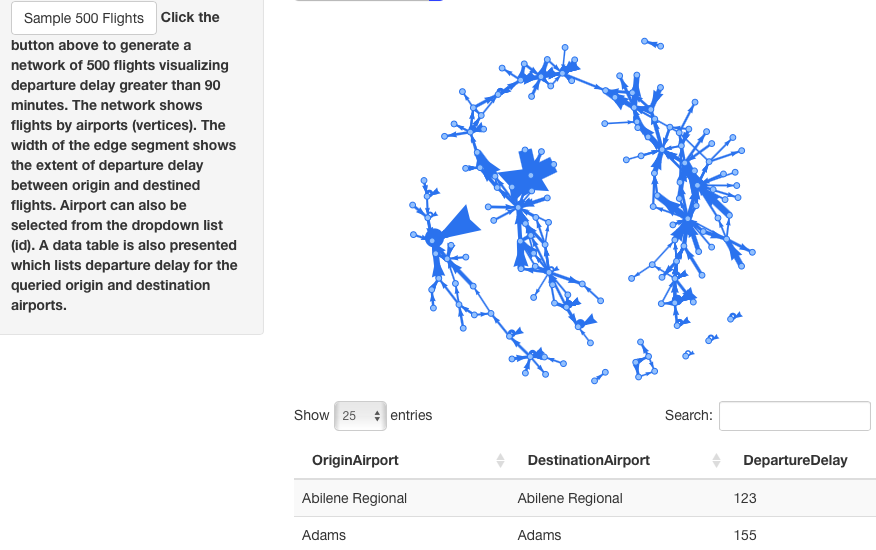 Sample 500 Flights Click the
button above to generate a
network of 500 flights visualizing
departure delay greater than 90
minutes. The network shows
flights by airports (vertices). The
width of the edge segment shows
the extent of departure delay
between origin and destined
flights. Airport can also be
selected from the dropdown list
(id). A data table is also presented
which lists departure delay for the
queried origin and destination
airports.
Show 25 entries Search:
OriginAirport DestinationAirport DepartureDelay
Abilene Regional Abilene Regional 123
Adams Adams 155